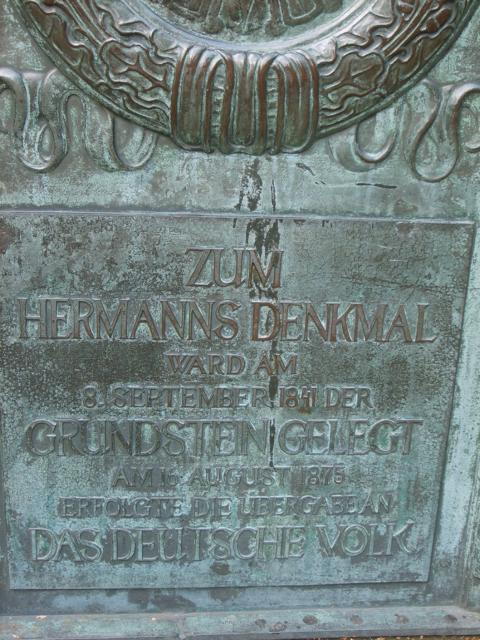 ZUM
HERMANNS DENKMAL
WARD AM
8. SEPTEMBER 1841 DER
GRUNDSTEIN GELEGT
AM 16. AUGUST 1875
ERFOLGTE DIE ÜBERGABE AN
DAS DEUTSCHE VOLK